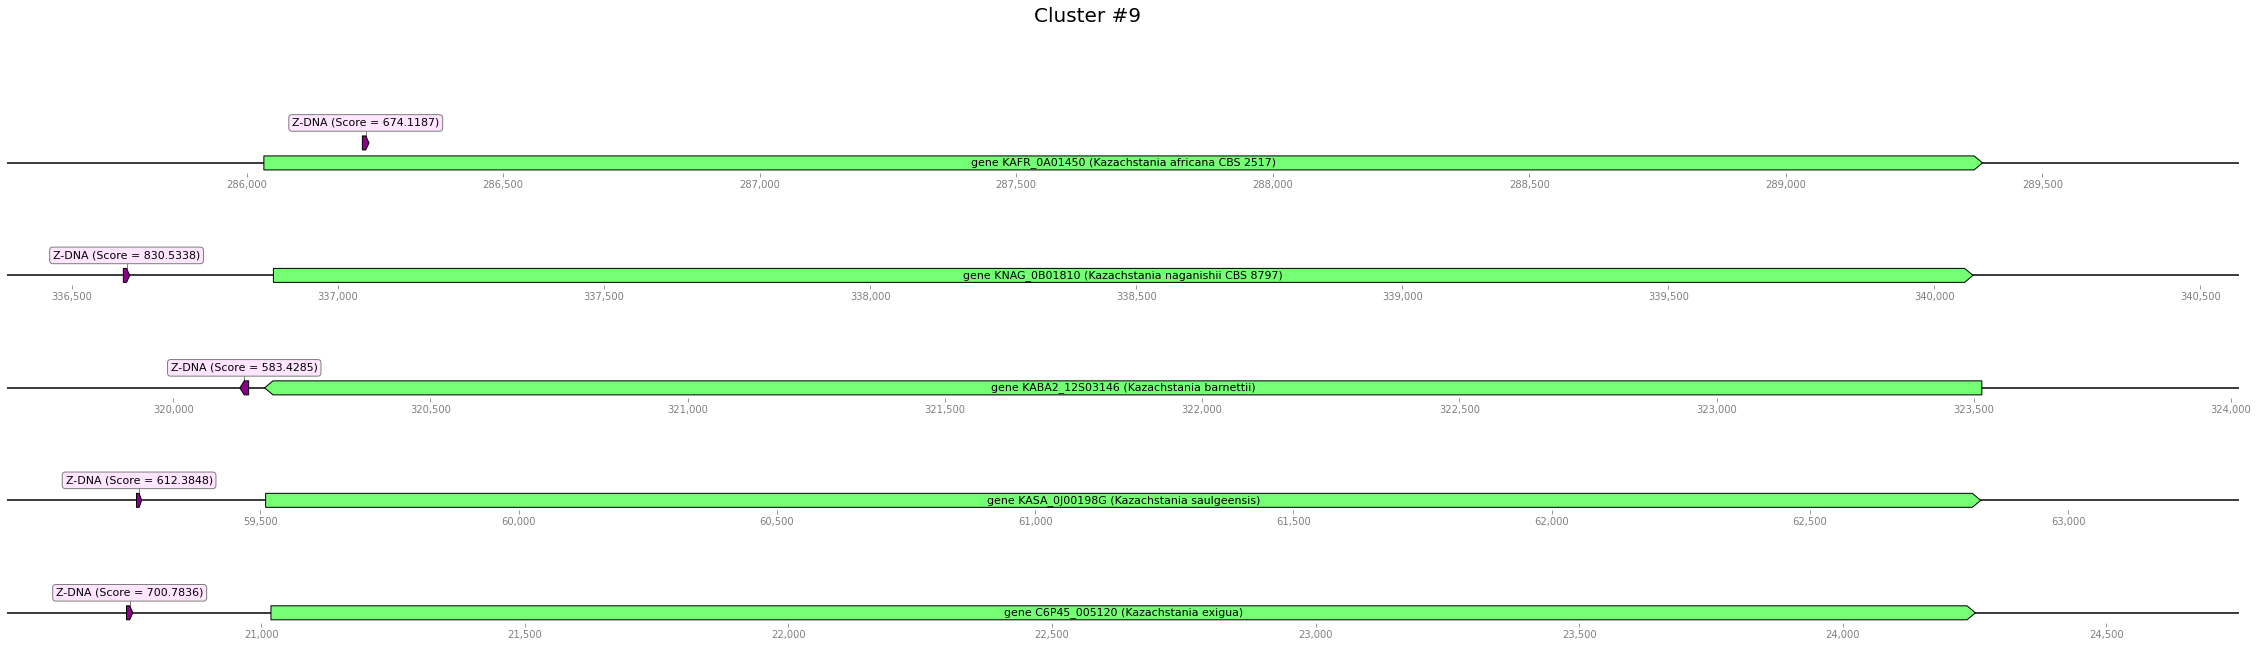 Cluster #9
Z-DNA (Score = 674.1187)
gene KAFR_0A01450 (Kazachstania africana CBS 2517)
286,000 286,500 287,000 287,500 288,000 288,500 289,000 289,500
Z-DNA (Score = 830.5338)
gene KNAG_0B01810 (Kazachstania naganishii CBS 8797)
336,500 337,000 337,500 338,000 338,500 339,000 339,500 340,000 340,500
Z-DNA (Score = 583.4285)
gene KABA2_12S03146 (Kazachstania barnettii)
320,000 320,500 321,000 321,500 322,000 322,500 323,000 323,500 324,000
Z-DNA (Score = 612.3848)
gene KASA_0J00198G (Kazachstania saulgeensis)
59,500 60,000 60,500 61,000 61,500 62,000 62,500 63,000
Z-DNA (Score = 700.7836)
gene C6P45_005120 (Kazachstania exigua)
21,000 21,500 22,000 22,500 23,000 23,500 24,000 24,500